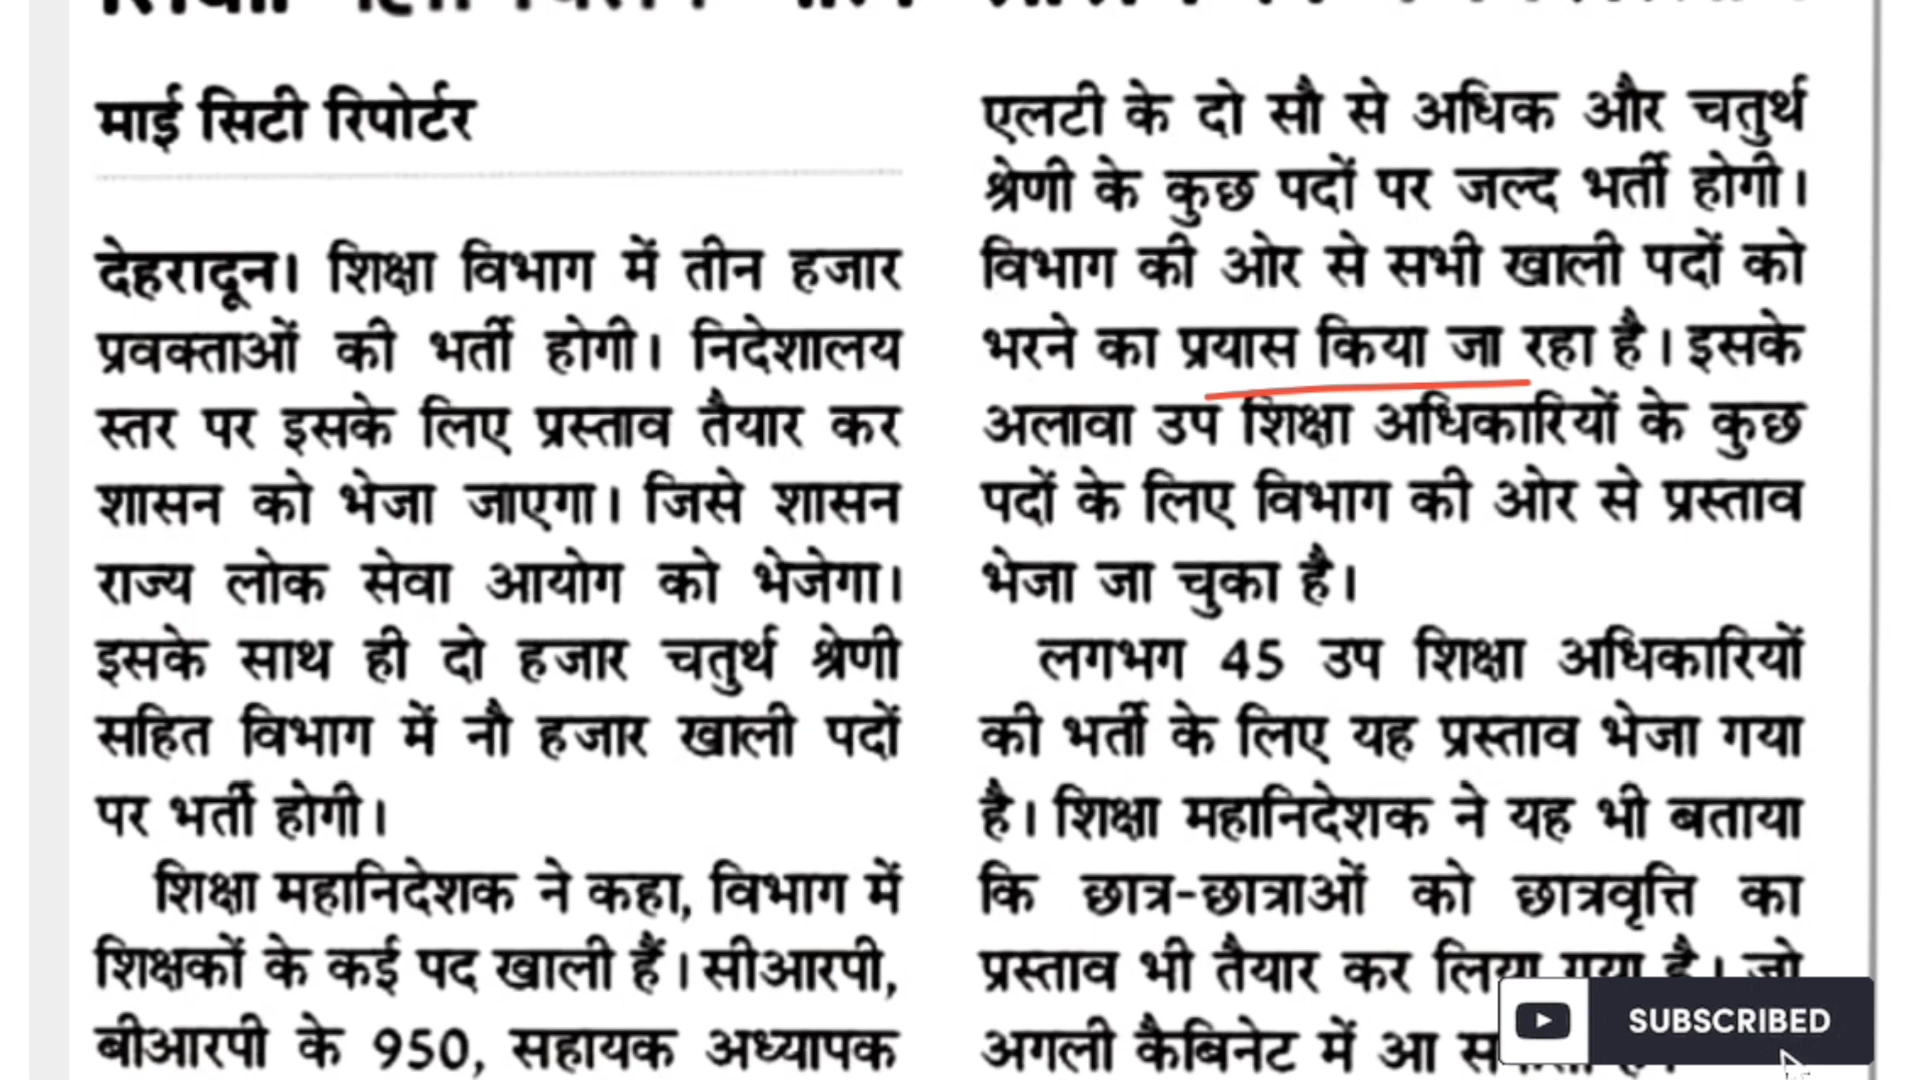 माई सिटी रिपोर्टर
देहरादून। शिक्षा विभाग में तीन हजार
प्रवक्ताओं की भर्ती होगी। निदेशालय
स्तर पर इसके लिए प्रस्ताव तैयार कर
शासन को भेजा जाएगा। जिसे शासन
राज्य लोक सेवा आयोग को भेजेगा।
इसके साथ ही दो हजार चतुर्थ श्रेणी
सहित विभाग में नौ हजार खाली पदों
पर भर्ती होगी।
शिक्षा महानिदेशक ने कहा, विभाग में
शिक्षकों के कई पद खाली हैं। सीआरपी,
बीआरपी के 950, सहायक अध्यापक
एलटी के दो सौ से अधिक और चतुर्थ
श्रेणी के कुछ पदों पर जल्द भर्ती होगी।
विभाग की ओर से सभी खाली पदों को
भरने का प्रयास किया जा रहा है। इसके
अलावा उप शिक्षा अधिकारियों के कुछ
पदों के लिए विभाग की ओर से प्रस्ताव
भेजा जा चुका है।
लगभग 45 उप शिक्षा अधिकारियों
की भर्ती के लिए यह प्रस्ताव भेजा गया
है। शिक्षा महानिदेशक ने यह भी बताया
कि छात्र-छात्राओं को छात्रवृत्ति का
प्रस्ताव भी तैयार कर लिया गया है। जो
अगली कैबिनेट में आ
SUBSCRIBED